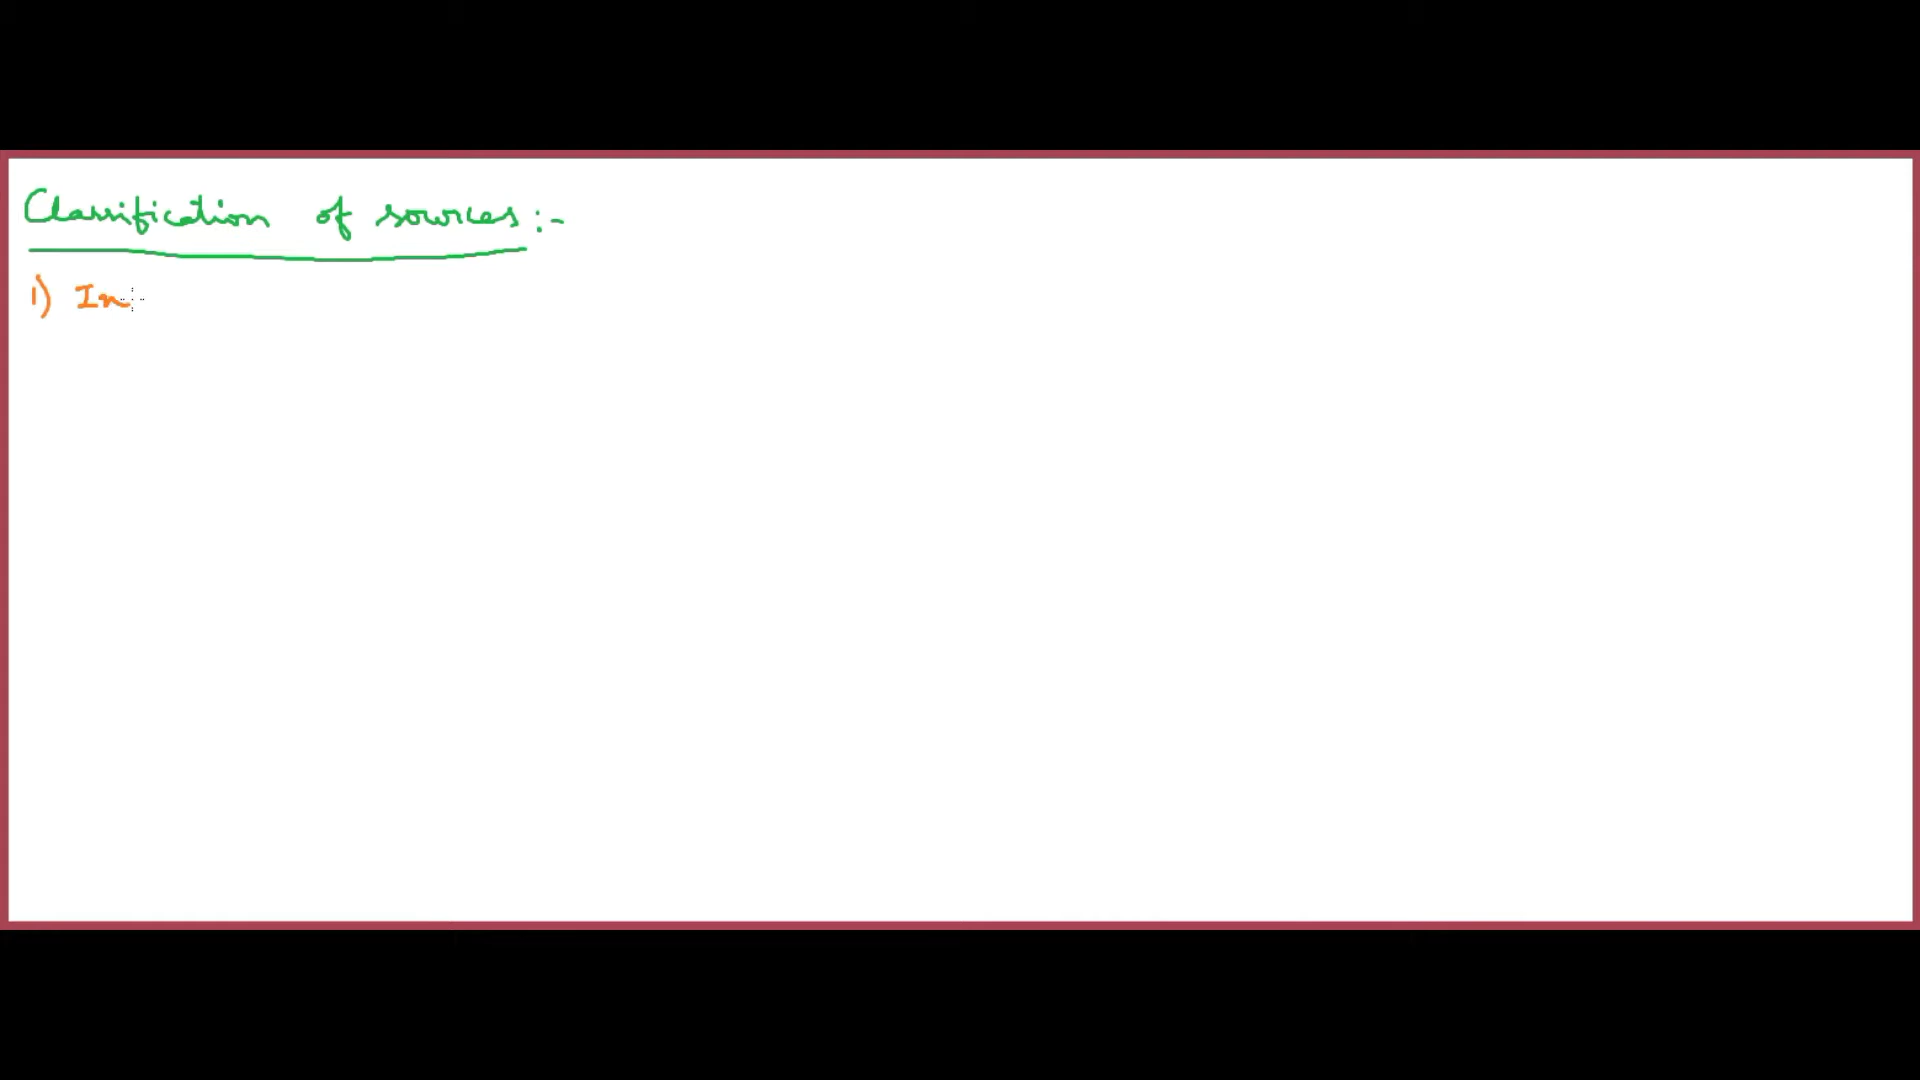 Classification of sources :-
1) In